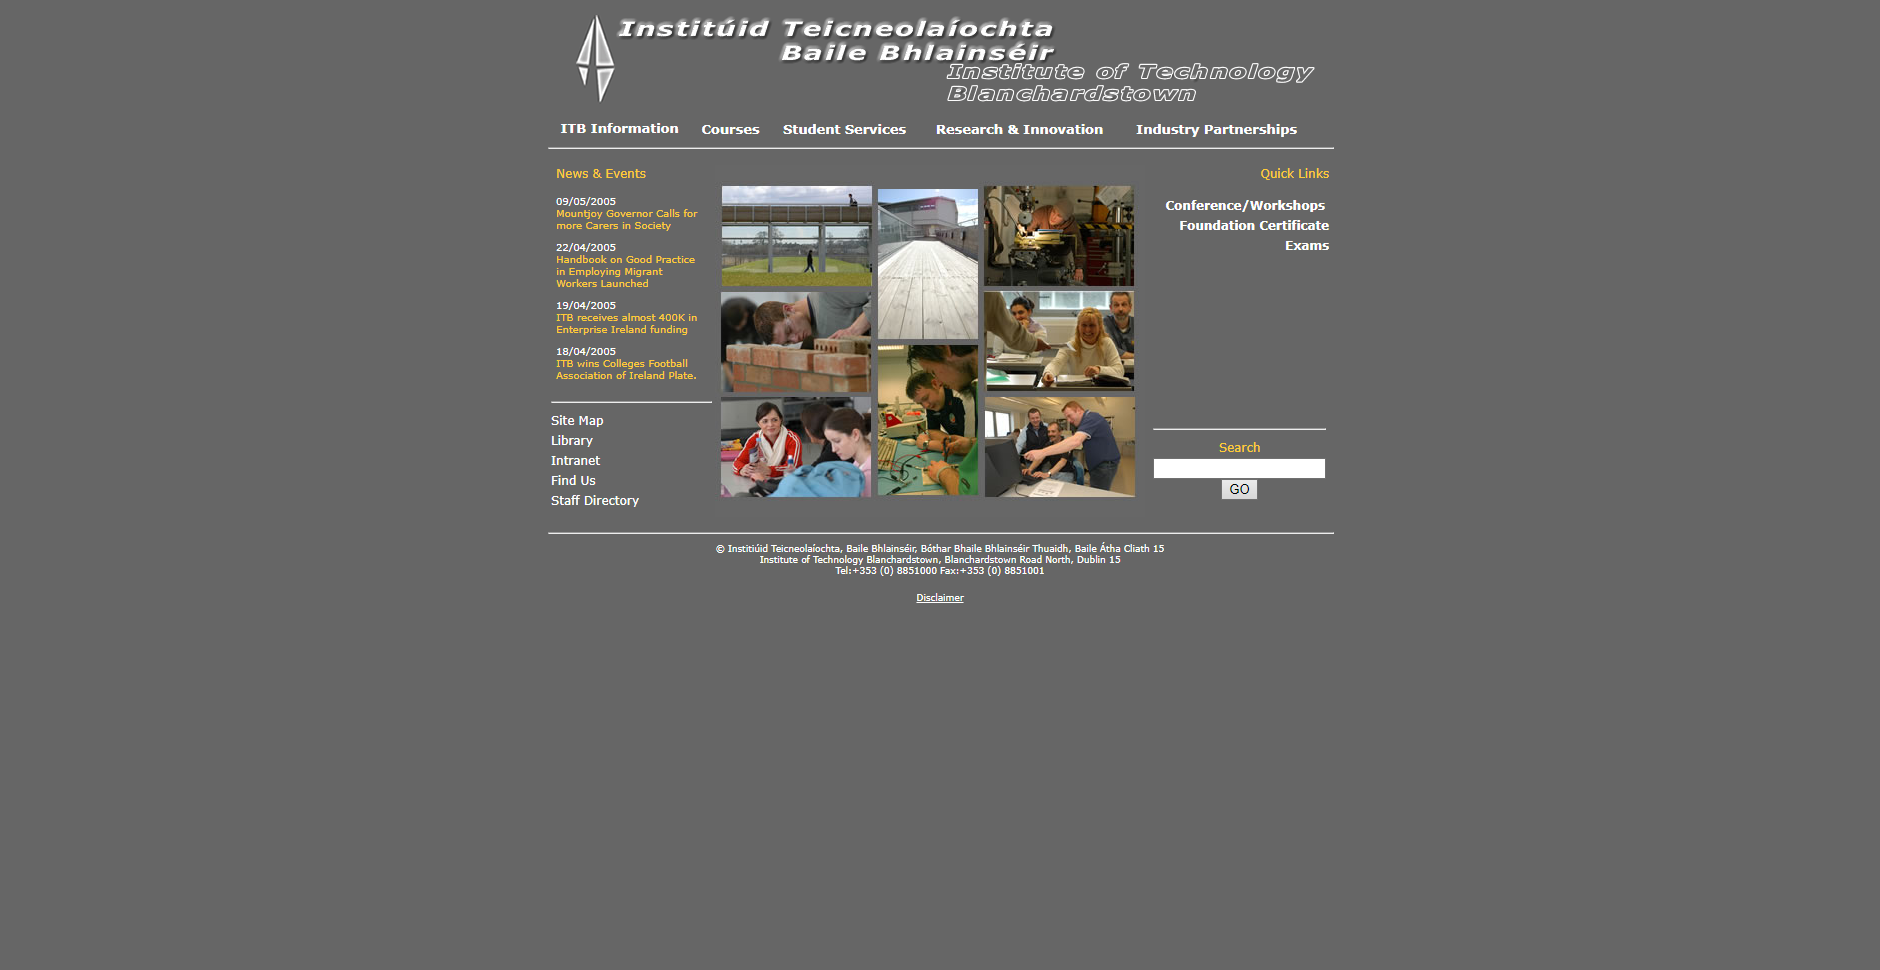 Institúid Teicneolaíochta
Baile Bhlainséir
Institute of Technology
Blanchardstown
ITB Information
Courses
Student Services
Research & Innovation
Industry Partnerships
News & Events
09/05/2005
Mountjoy Governor Calls for
more Carers in Society
22/04/2005
Handbook on Good Practice
in Employing Migrant
Workers Launched
19/04/2005
ITB receives almost 400K in
Enterprise Ireland funding
18/04/2005
ITB wins Colleges Football
Association of Ireland Plate.
Site Map
Library
Intranet
Find Us
Staff Directory
Quick Links
Conference/Workshops
Foundation Certificate
Exams
Search
GO
© Institiúid Teicneolaíochta, Baile Bhlainséir, Bóthar Bhaile Bhlainséir Thuaidh, Baile Átha Cliath 15
Institute of Technology Blanchardstown, Blanchardstown Road North, Dublin 15
Tel:+353 (0) 8851000 Fax:+353 (0) 8851001
Disclaimer